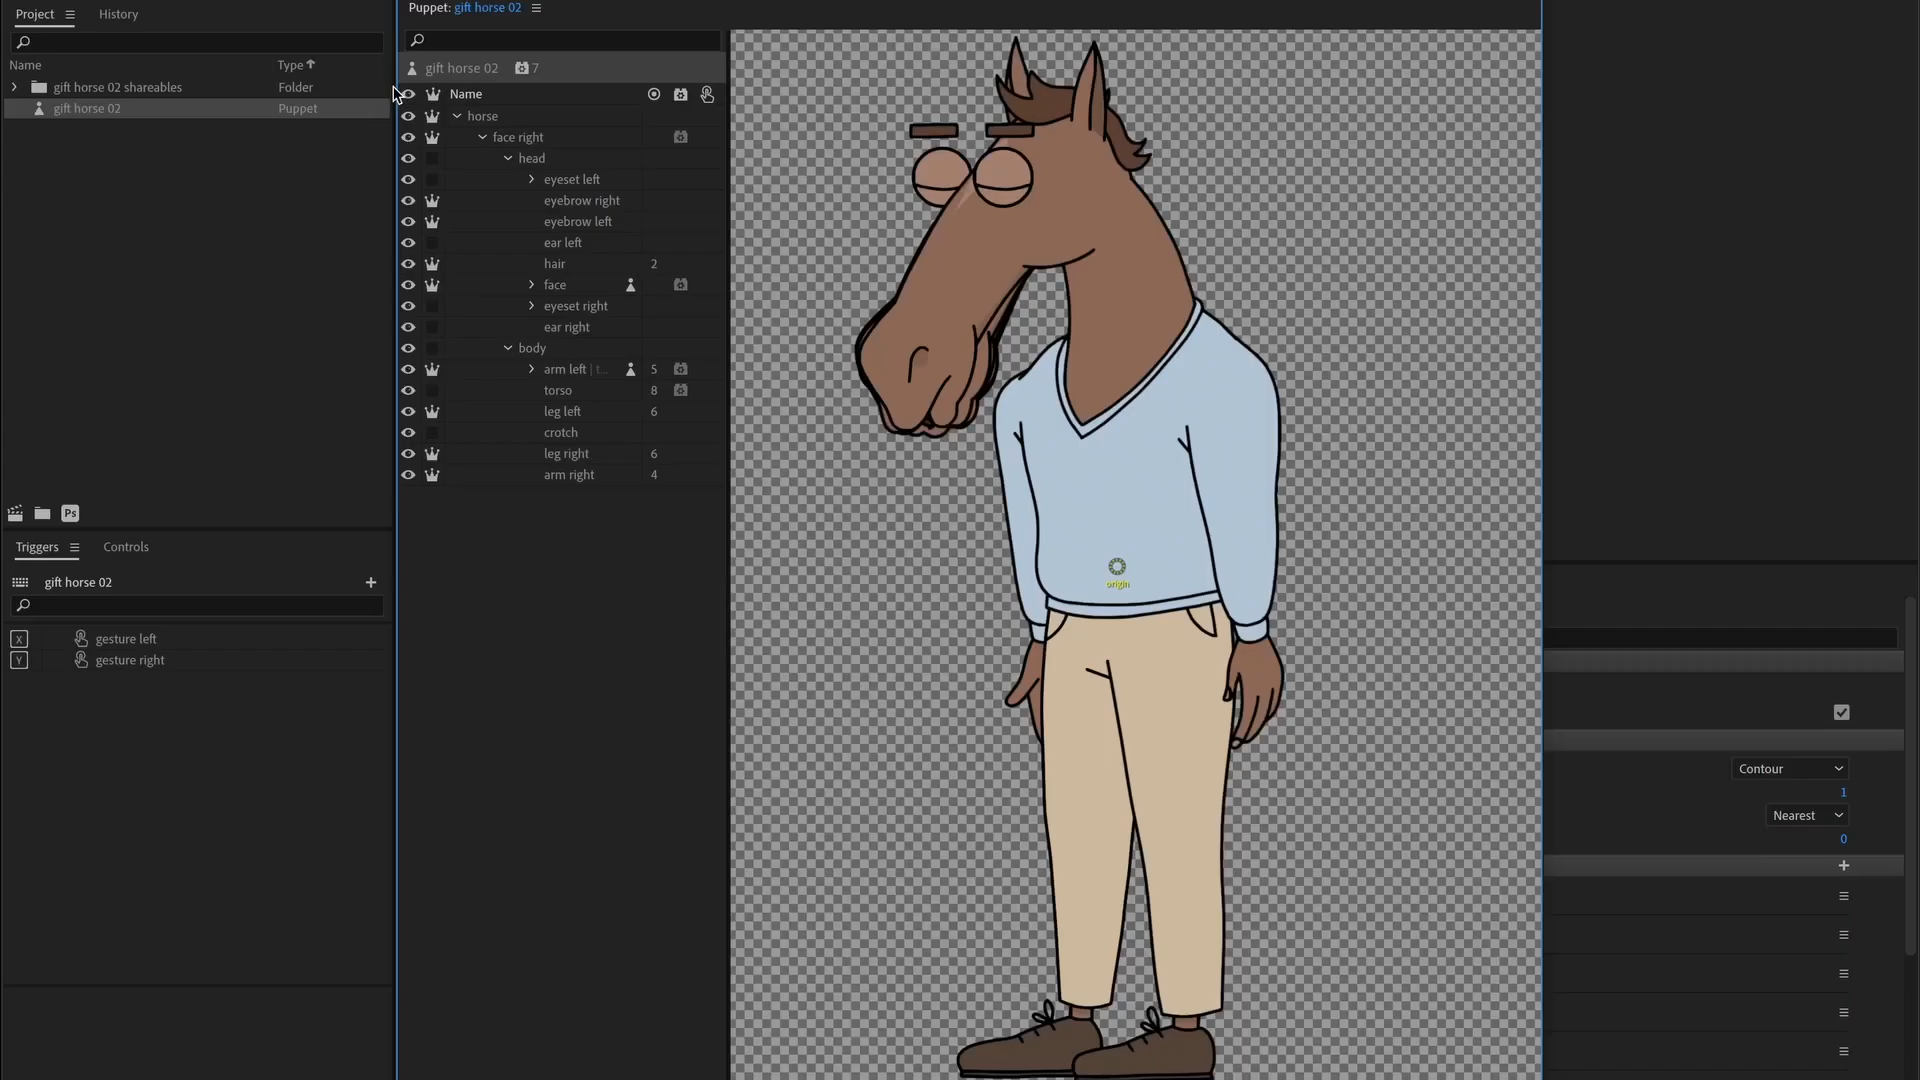 Project
History
Name
Type
gift horse 02 shareables
Folder
gift horse 02
Puppet
Ps
Triggers
Controls
gift horse 02
X
gesture left
Y
gesture right
Puppet: gift horse 02
gift horse 02
7
Name
horse
face right
head
eyeset left
eyebrow right
eyebrow left
ear left
hair 2
face
eyeset right
ear right
body
arm left | t... 5
torso 8
leg left 6
crotch
leg right 6
arm right 4
origin
Contour
1
Nearest
0